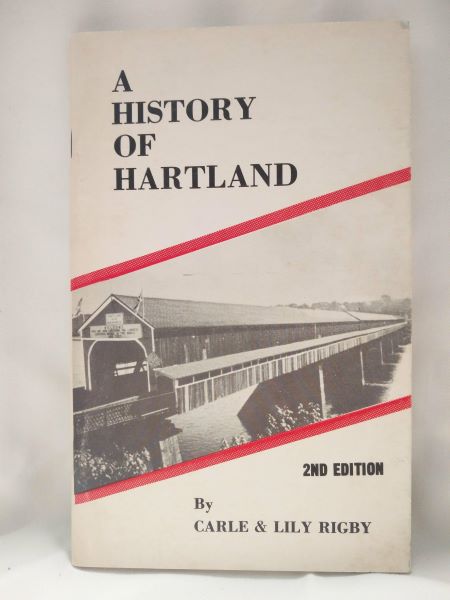 A
HISTORY
OF
HARTLAND
2ND EDITION
By
CARLE & LILY RIGBY